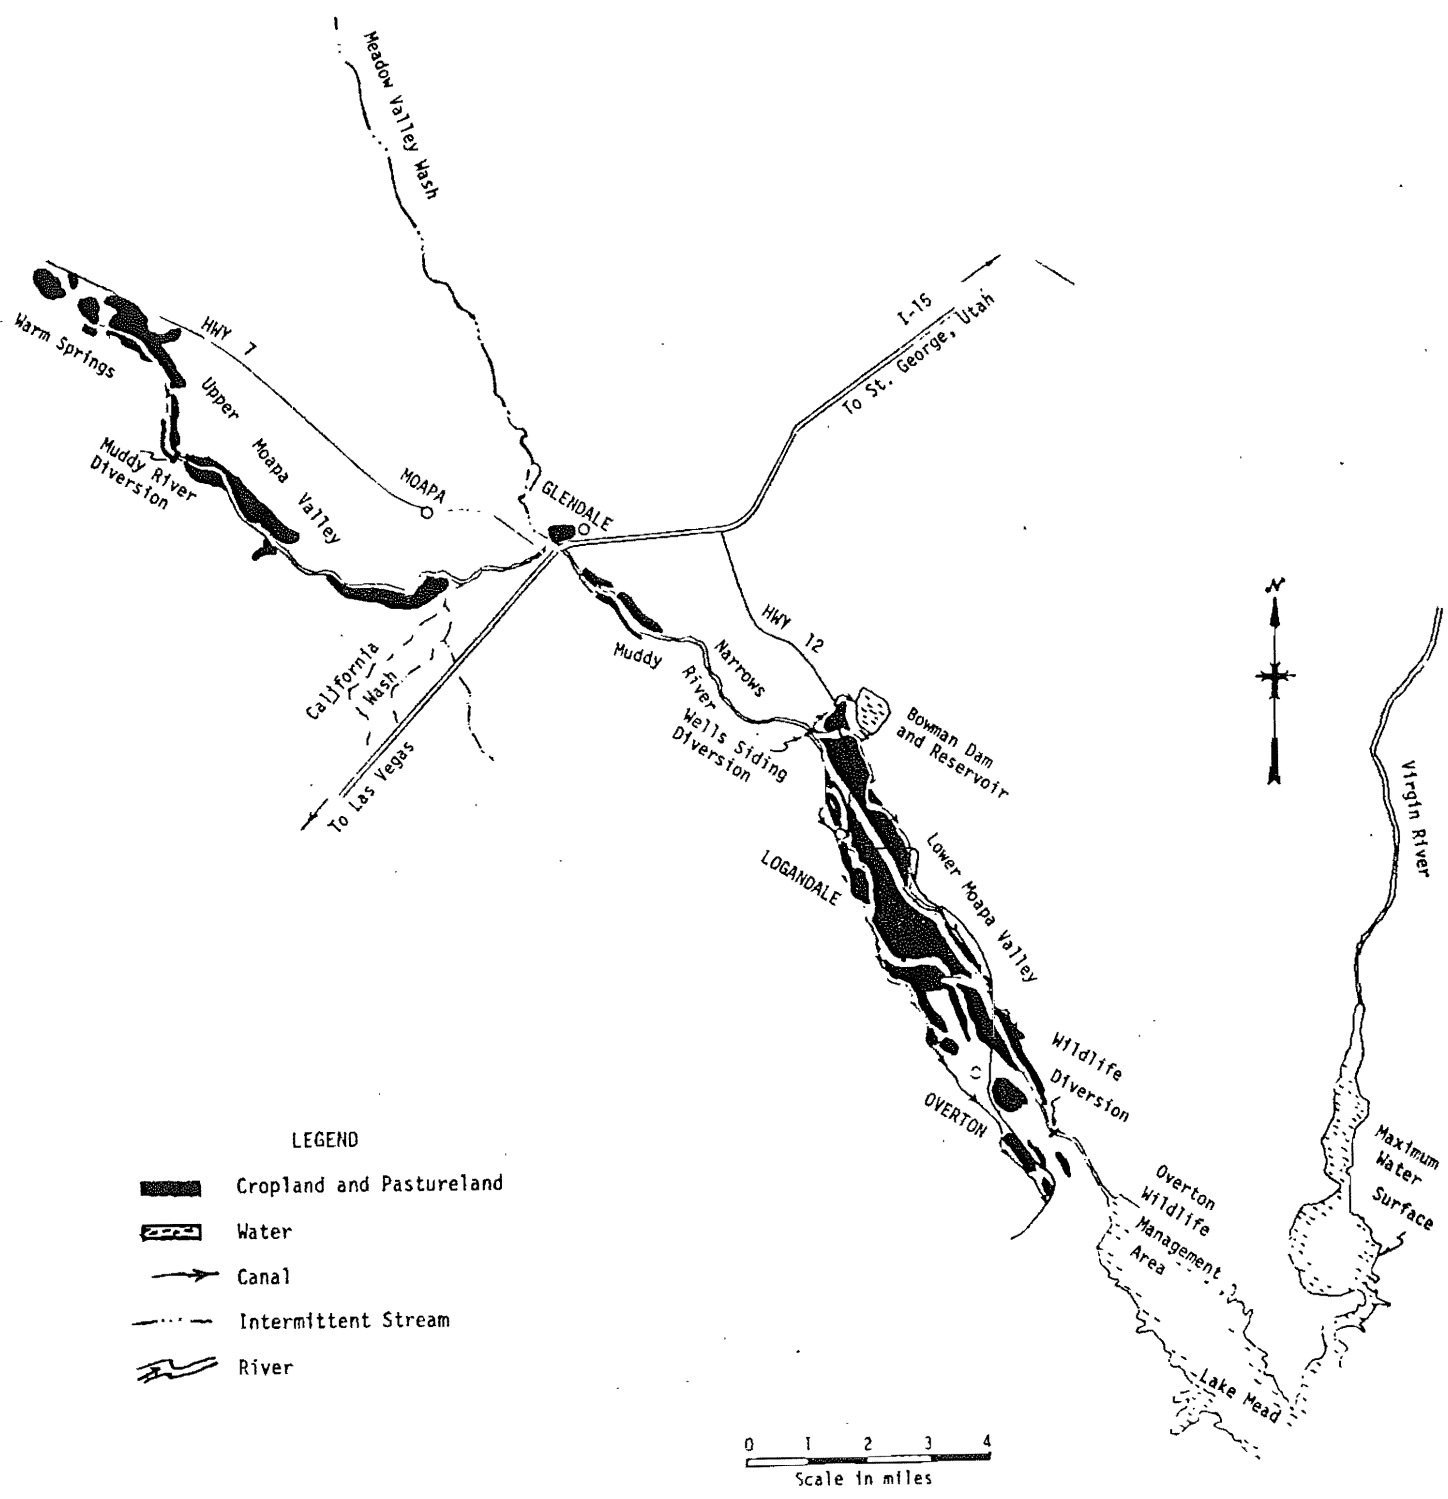 Meadow Valley Wash
I-15
To St. George, Utah
HWY 7
Warm Springs
Upper Moapa Valley
Muddy River
Diversion
MOAPA
GLENDALE
N
HWY 12
California
Wash
Muddy River
Narrows
Wells Siding
Diversion
Bowman Dam
and Reservoir
To Las Vegas
Virgin River
LOGANDALE
Lower Moapa Valley
Wildlife
Diversion
OVERTON
Maximum
Water
Surface
Overton
Wildlife
Management
Area
Lake Mead
LEGEND
Cropland and Pastureland
Water
Canal
Intermittent Stream
River
0 1 2 3 4
Scale in miles